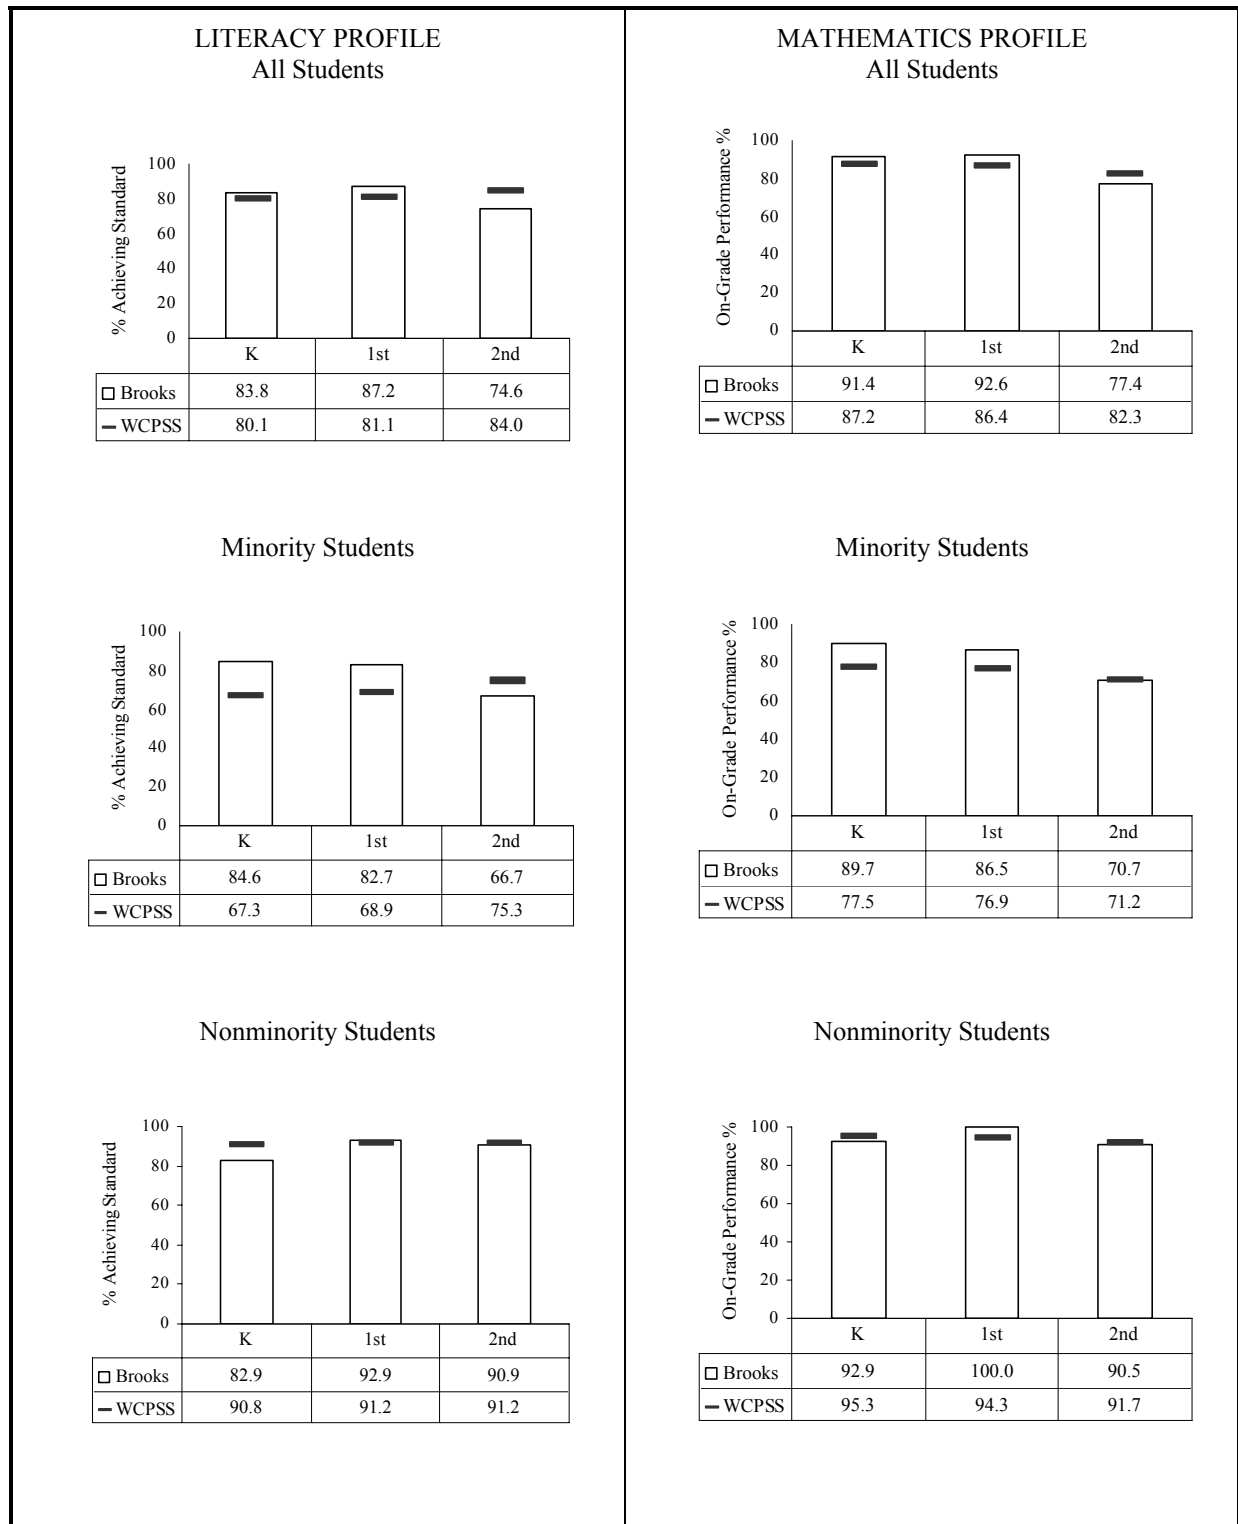 LITERACY PROFILE
All Students
% Achieving Standard
100
80
60
40
20
0
K 1st 2nd
Brooks 83.8 87.2 74.6
WCPSS 80.1 81.1 84.0
Minority Students
% Achieving Standard
100
80
60
40
20
0
K 1st 2nd
Brooks 84.6 82.7 66.7
WCPSS 67.3 68.9 75.3
Nonminority Students
% Achieving Standard
100
80
60
40
20
0
K 1st 2nd
Brooks 82.9 92.9 90.9
WCPSS 90.8 91.2 91.2
MATHEMATICS PROFILE
All Students
On-Grade Performance %
100
80
60
40
20
0
K 1st 2nd
Brooks 91.4 92.6 77.4
WCPSS 87.2 86.4 82.3
Minority Students
On-Grade Performance %
100
80
60
40
20
0
K 1st 2nd
Brooks 89.7 86.5 70.7
WCPSS 77.5 76.9 71.2
Nonminority Students
On-Grade Performance %
100
80
60
40
20
0
K 1st 2nd
Brooks 92.9 100.0 90.5
WCPSS 95.3 94.3 91.7